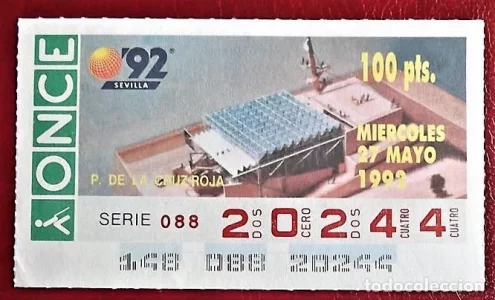 ONCE
'92
SEVILLA
100 pts.
MIERCOLES
27 MAYO
1992
P. DE LA CRUZ ROJA
SERIE 088
2 0 2 4 4
DOS CERO DOS CUATRO CUATRO
148 088 20244
todocoleccion